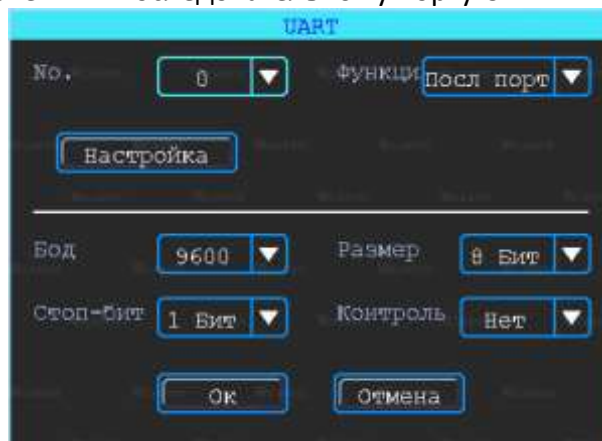 UART
No. 0 Функци Посл порт
Настройка
Бод 9600 Размер 8 Бит
Стоп-бит 1 Бит Контроль Нет
Ок Отмена